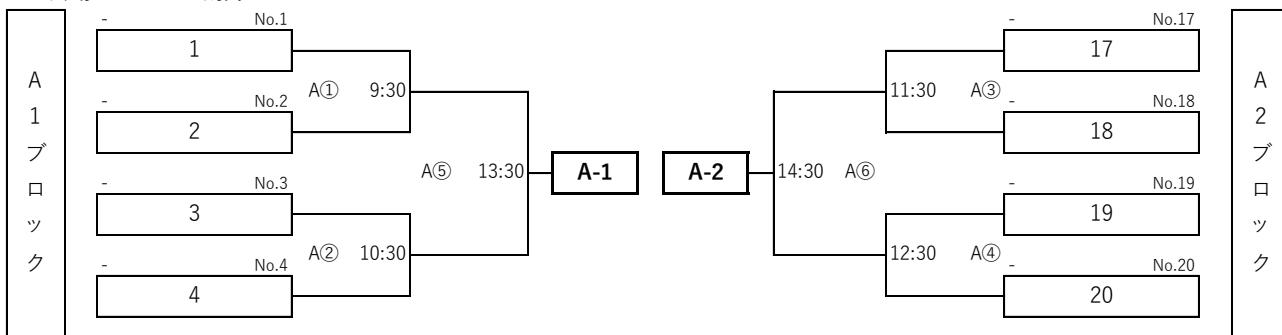 A1ブロック
- No.1
1
A① 9:30
- No.2
2
A⑤ 13:30
A-1
- No.3
3
A② 10:30
- No.4
4
- No.17
17
11:30 A③
- No.18
18
A-2
14:30 A⑥
- No.19
19
12:30 A④
- No.20
20
A2ブロック